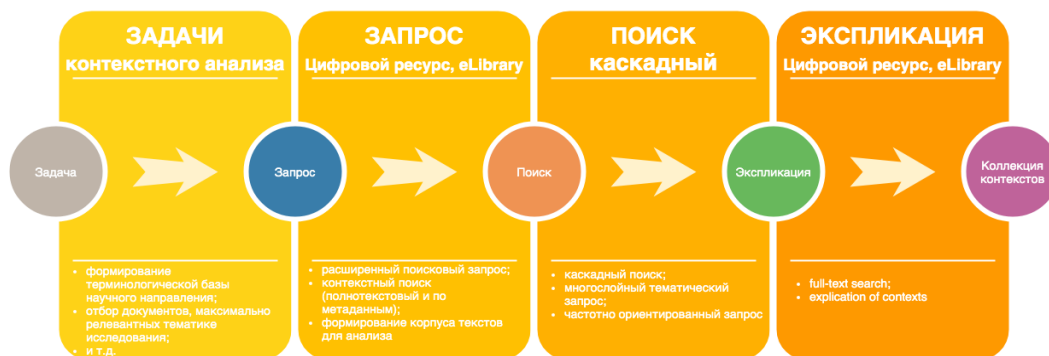 ЗАДАЧИ
контекстного анализа
ЗАПРОС
Цифровой ресурс, eLibrary
ПОИСК
каскадный
ЭКСПЛИКАЦИЯ
Цифровой ресурс, eLibrary
Задача
Запрос
Поиск
Экспликация
Коллекция
контекстов
• формирование
терминологической базы
научного направления;
• отбор документов, максимально
релевантных тематике
исследования;
• и т.д.
• расширенный поисковый запрос;
• контекстный поиск
(полнотекстовый и по
метаданным);
• формирование корпуса текстов
для анализа
• каскадный поиск;
• многослойный тематический
запрос;
• частотно ориентированный запрос
• full-text search;
• explication of contexts